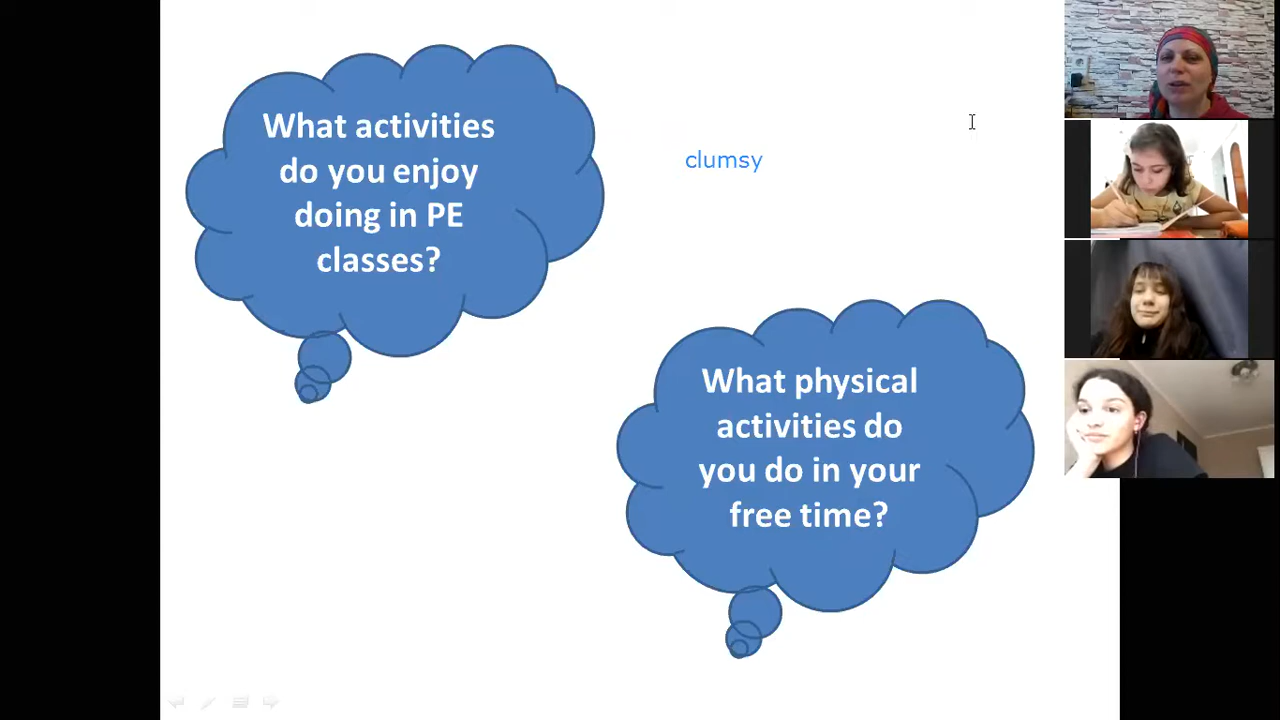 What activities
do you enjoy
doing in PE
classes?
clumsy
What physical
activities do
you do in your
free time?